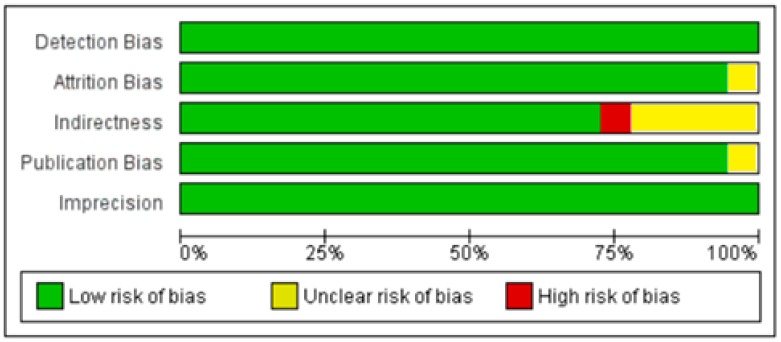 Detection Bias
Attrition Bias
Indirectness
Publication Bias
Imprecision
0% 25% 50% 75% 100%
Low risk of bias Unclear risk of bias High risk of bias